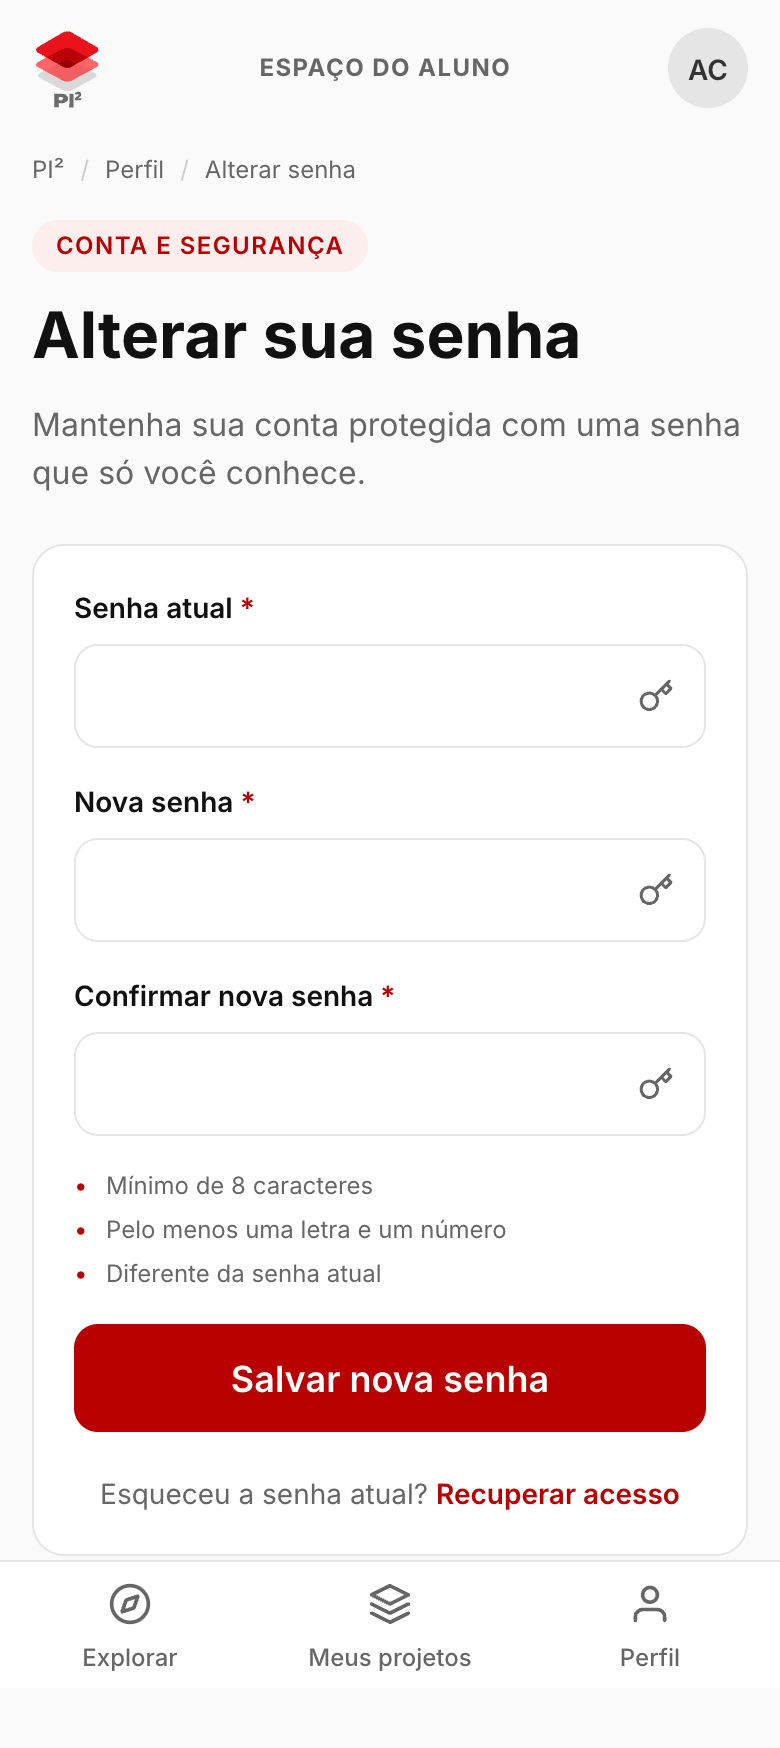 PI²
ESPAÇO DO ALUNO
AC
PI² / Perfil / Alterar senha
CONTA E SEGURANÇA
Alterar sua senha
Mantenha sua conta protegida com uma senha
que só você conhece.
Senha atual *
Nova senha *
Confirmar nova senha *
• Mínimo de 8 caracteres
• Pelo menos uma letra e um número
• Diferente da senha atual
Salvar nova senha
Esqueceu a senha atual? Recuperar acesso
Explorar
Meus projetos
Perfil